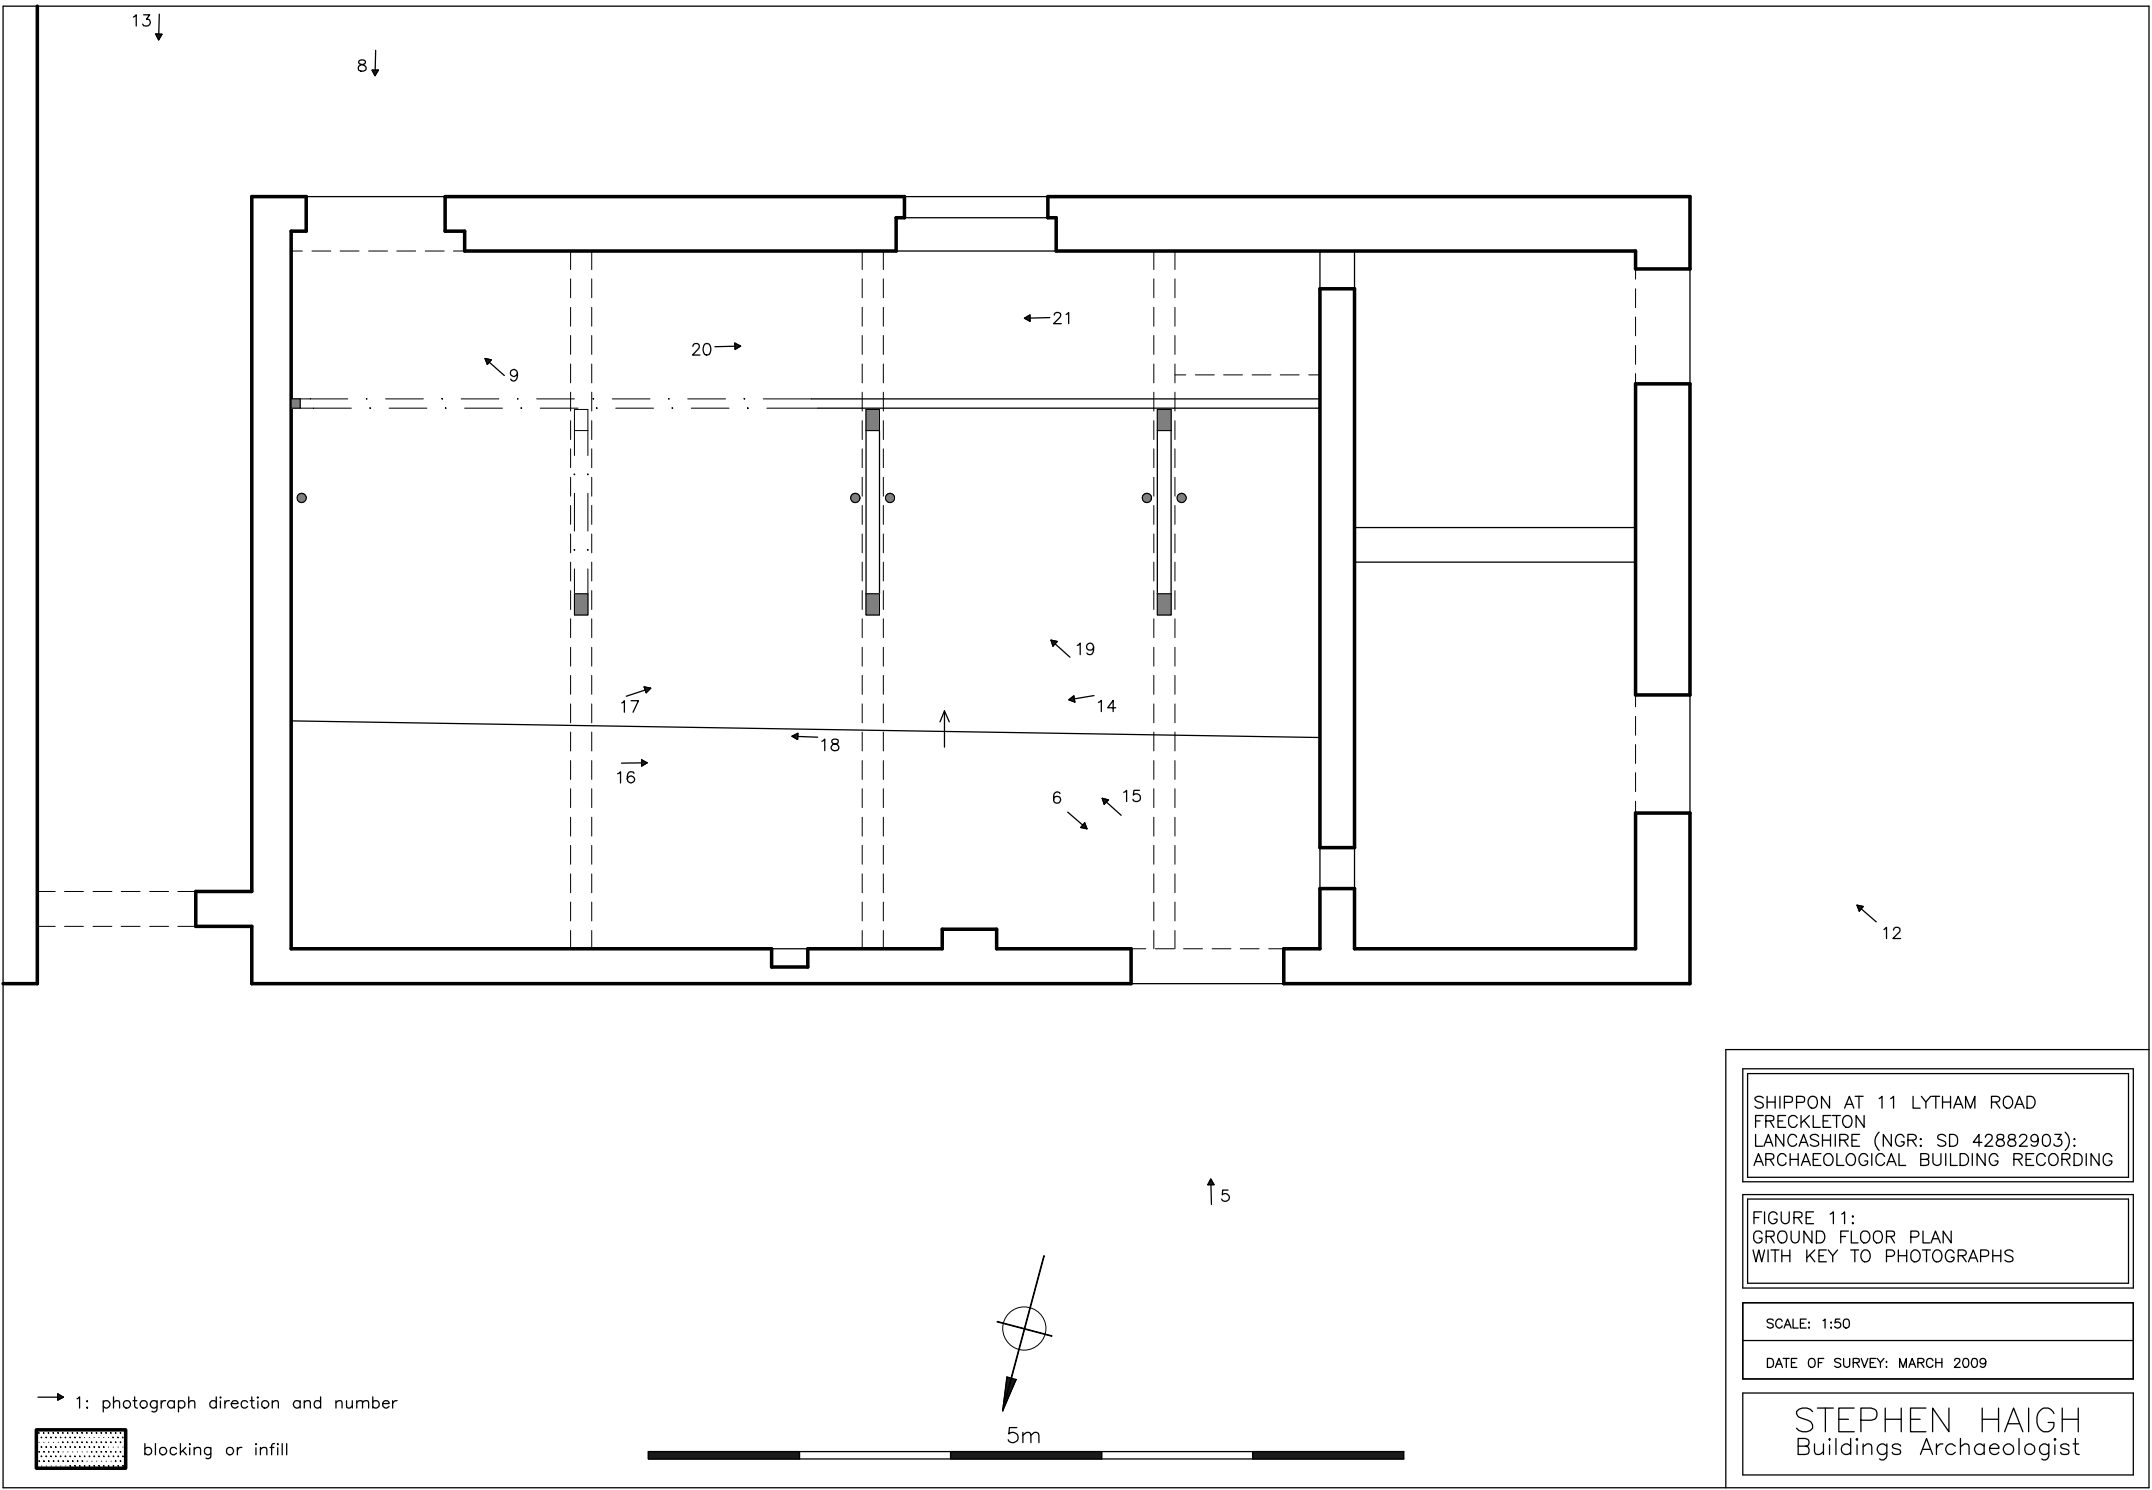 13
8
21
20
9
19
17
14
18
16
6
15
12
5
SHIPPON AT 11 LYTHAM ROAD
FRECKLETON
LANCASHIRE (NGR: SD 42882903):
ARCHAEOLOGICAL BUILDING RECORDING
FIGURE 11:
GROUND FLOOR PLAN
WITH KEY TO PHOTOGRAPHS
SCALE: 1:50
DATE OF SURVEY: MARCH 2009
STEPHEN HAIGH
Buildings Archaeologist
1: photograph direction and number
blocking or infill
5m